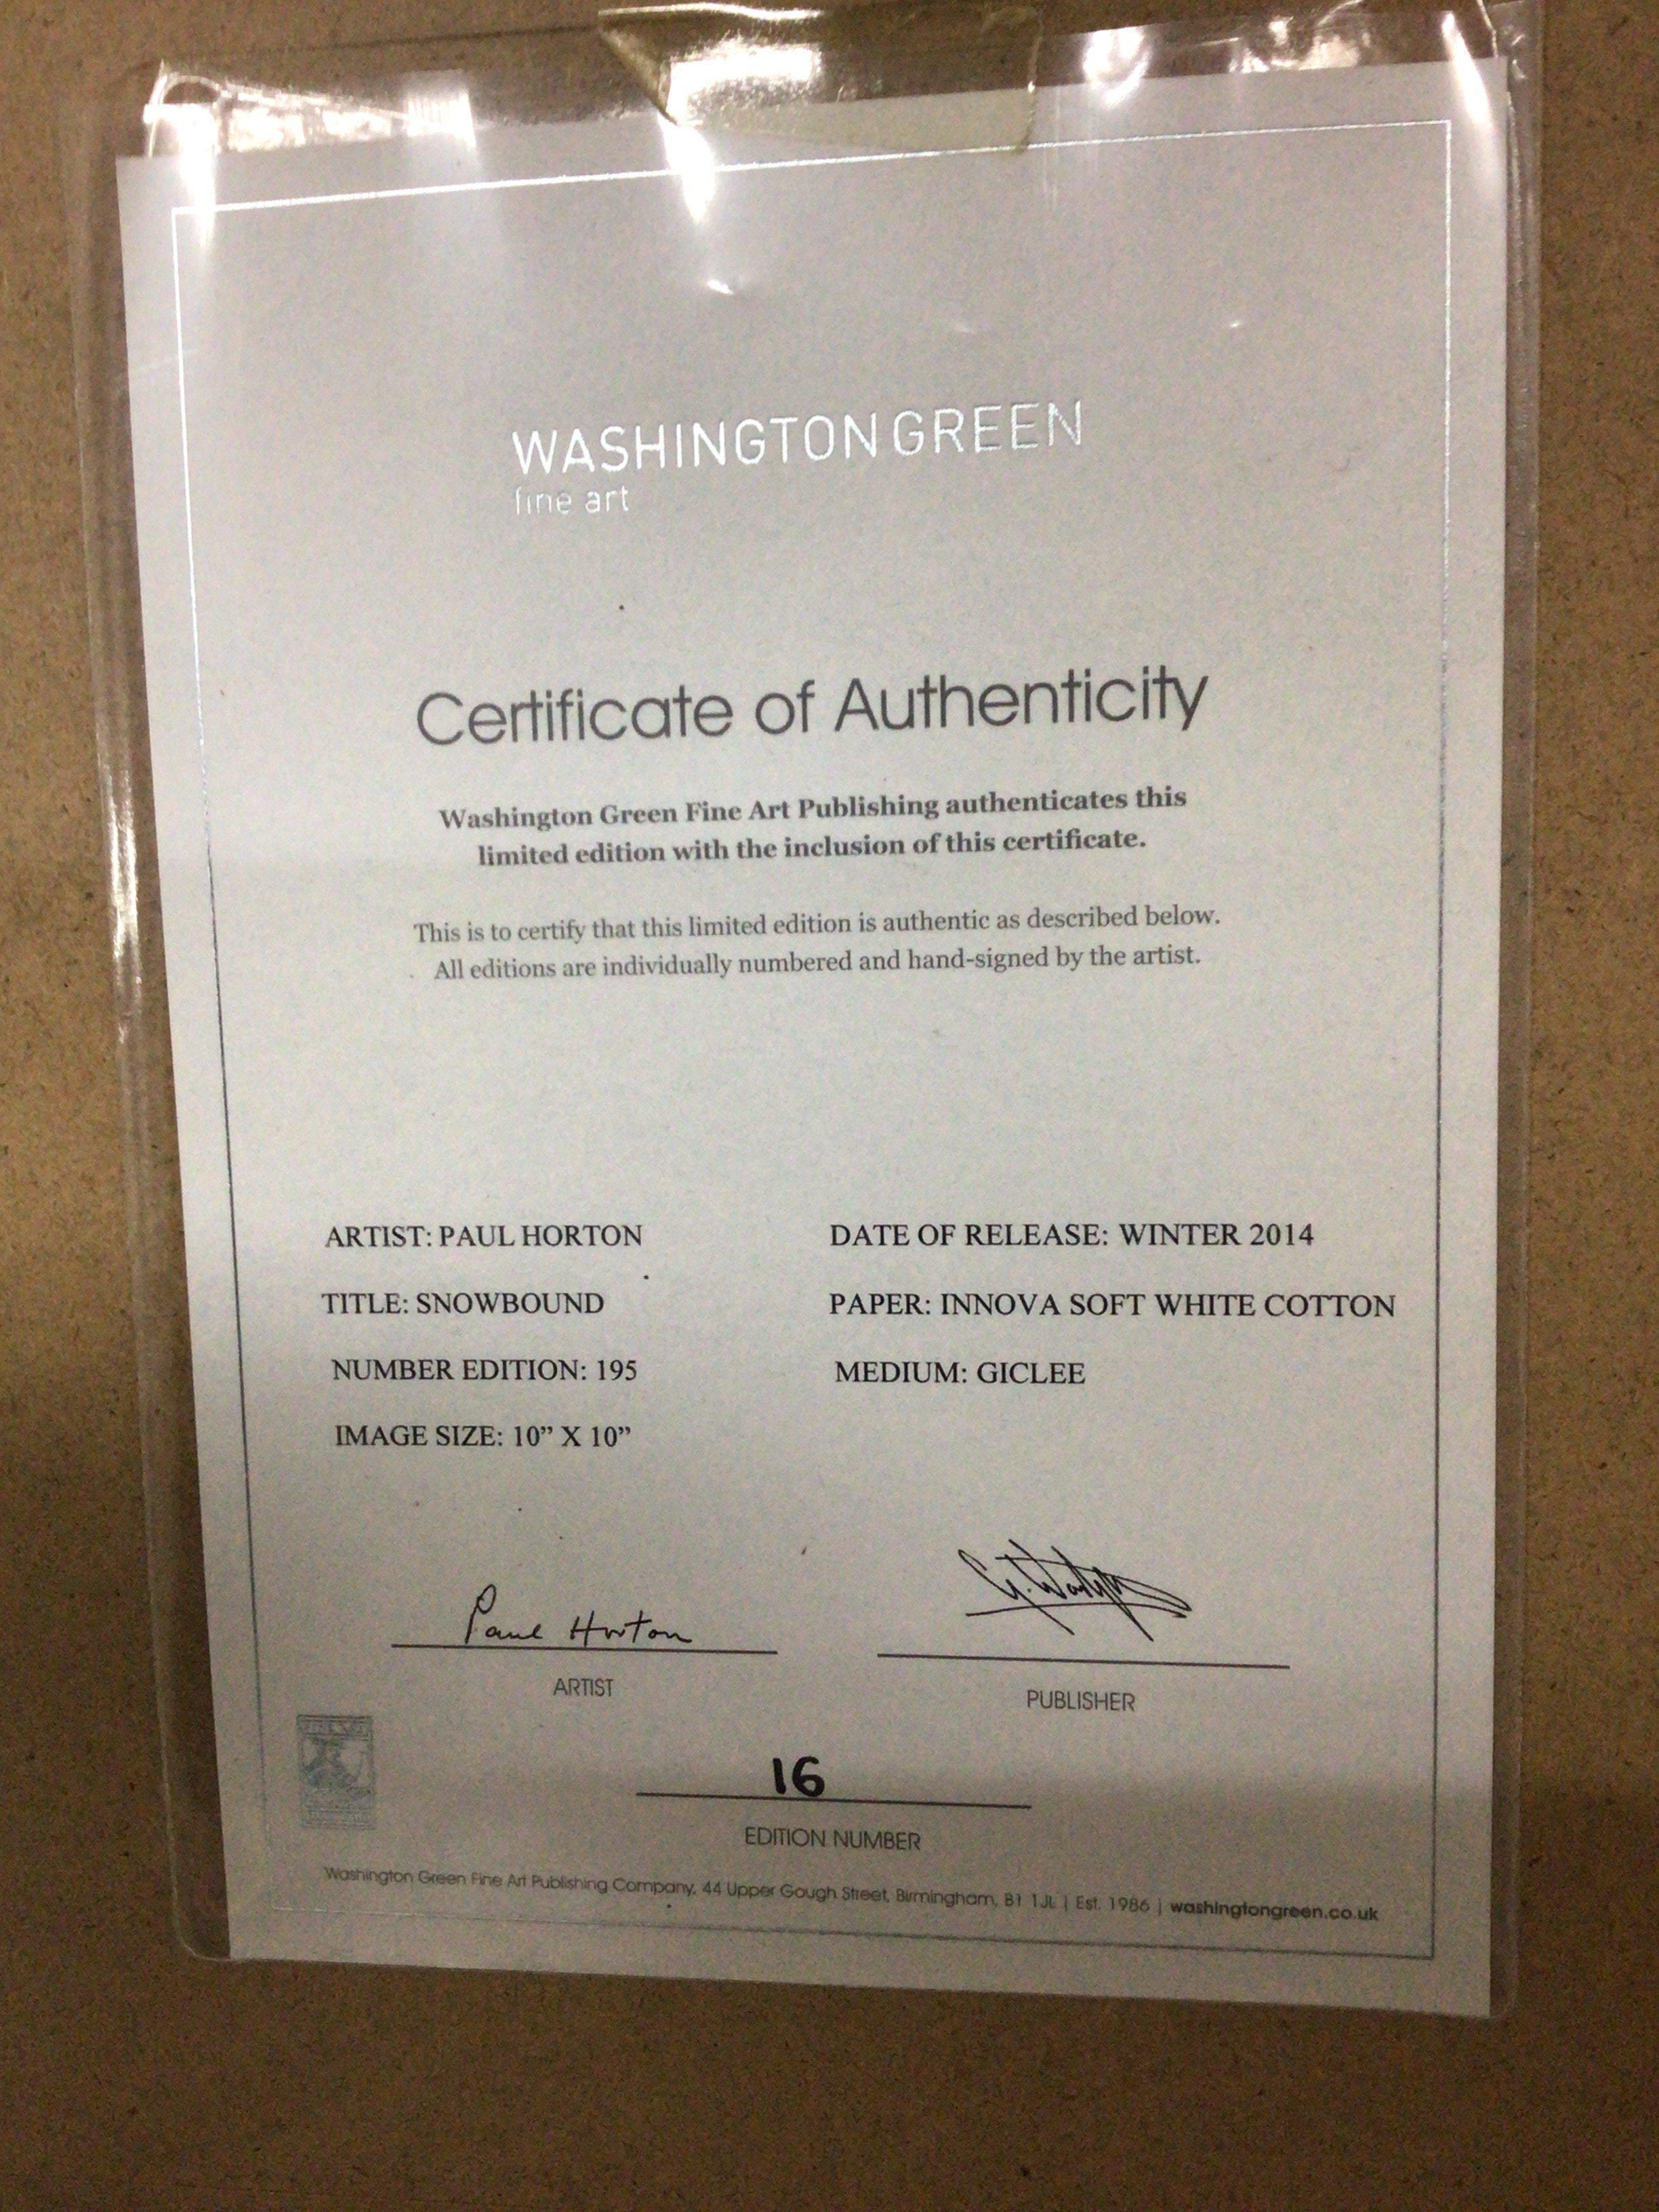 WASHINGTON GREEN
fine art
Certificate of Authenticity
Washington Green Fine Art Publishing authenticates this
limited edition with the inclusion of this certificate.
This is to certify that this limited edition is authentic as described below.
All editions are individually numbered and hand-signed by the artist.
ARTIST: PAUL HORTON
TITLE: SNOWBOUND
NUMBER EDITION: 195
IMAGE SIZE: 10” X 10”
DATE OF RELEASE: WINTER 2014
PAPER: INNOVA SOFT WHITE COTTON
MEDIUM: GICLEE
Paul Horton
ARTIST
PUBLISHER
16
EDITION NUMBER
Washington Green Fine Art Publishing Company, 44 Upper Gough Street, Birmingham, B1 1JL | Est. 1986 | washingtongreen.co.uk